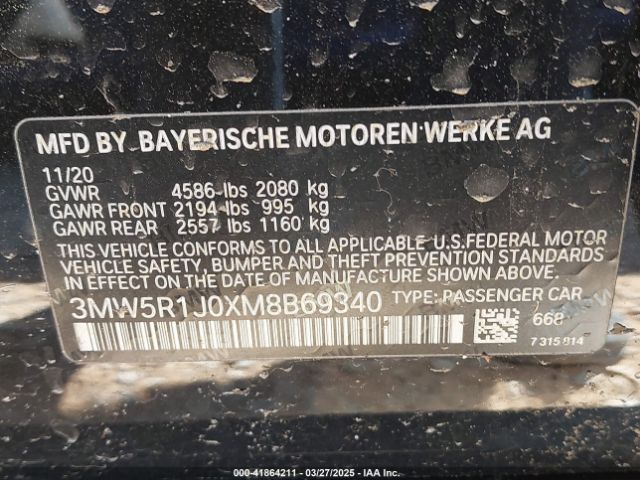 MFD BY BAYERISCHE MOTOREN WERKE AG
11/20
GVWR 4586 lbs 2080 kg
GAWR FRONT 2194 lbs 995 kg
GAWR REAR 2557 lbs 1160 kg
THIS VEHICLE CONFORMS TO ALL APPLICABLE U.S.FEDERAL MOTOR
VEHICLE SAFETY, BUMPER AND THEFT PREVENTION STANDARDS
IN EFFECT ON THE DATE OF MANUFACTURE SHOWN ABOVE.
3MW5R1J0XM8B69340 TYPE: PASSENGER CAR
668
7 315 814
000-41864211 - 03/27/2025 - IAA Inc.